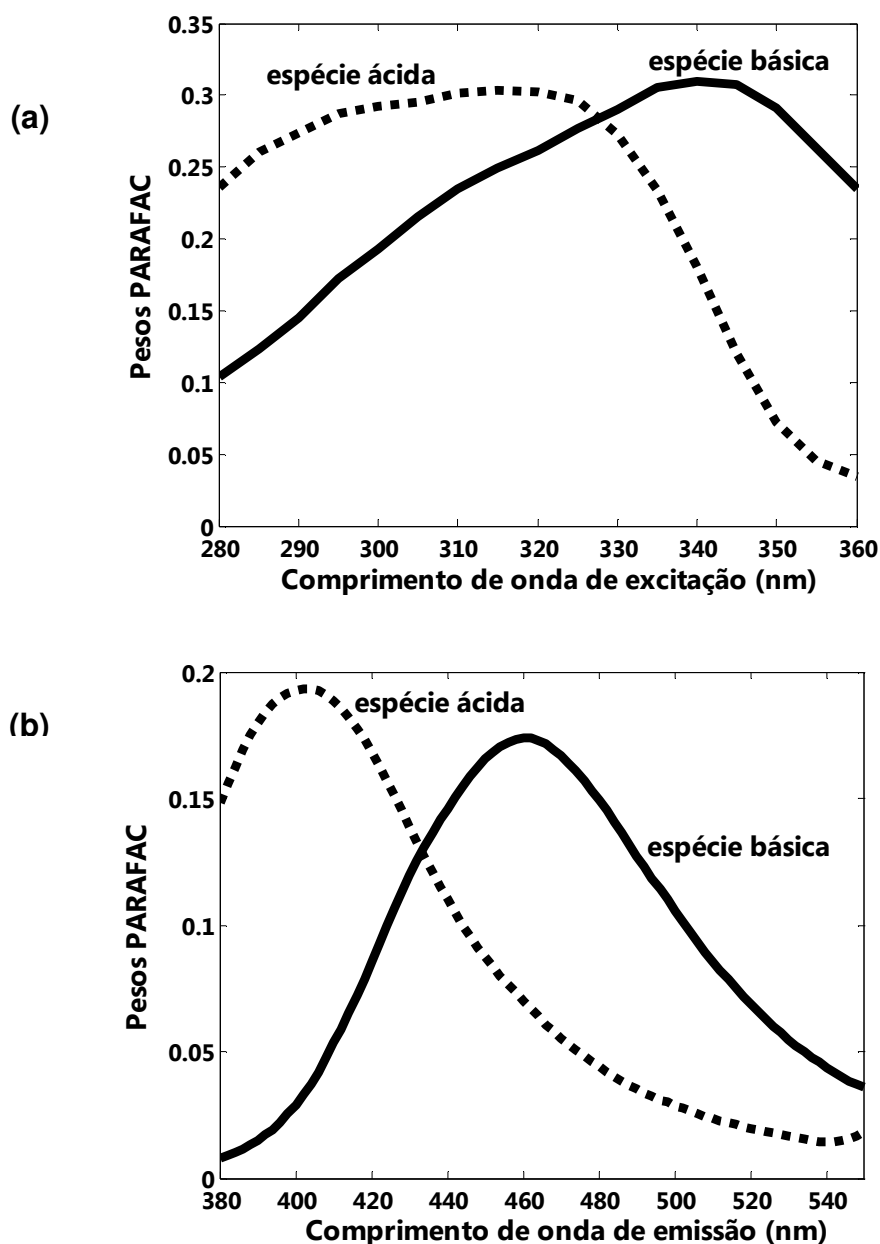 (a)
Pesos PARAFAC
0.35
0.3
0.25
0.2
0.15
0.1
0.05
0
espécie ácida
espécie básica
280 290 300 310 320 330 340 350 360
Comprimento de onda de excitação (nm)
(b)
Pesos PARAFAC
0.2
0.15
0.1
0.05
0
espécie ácida
espécie básica
380 400 420 440 460 480 500 520 540
Comprimento de onda de emissão (nm)